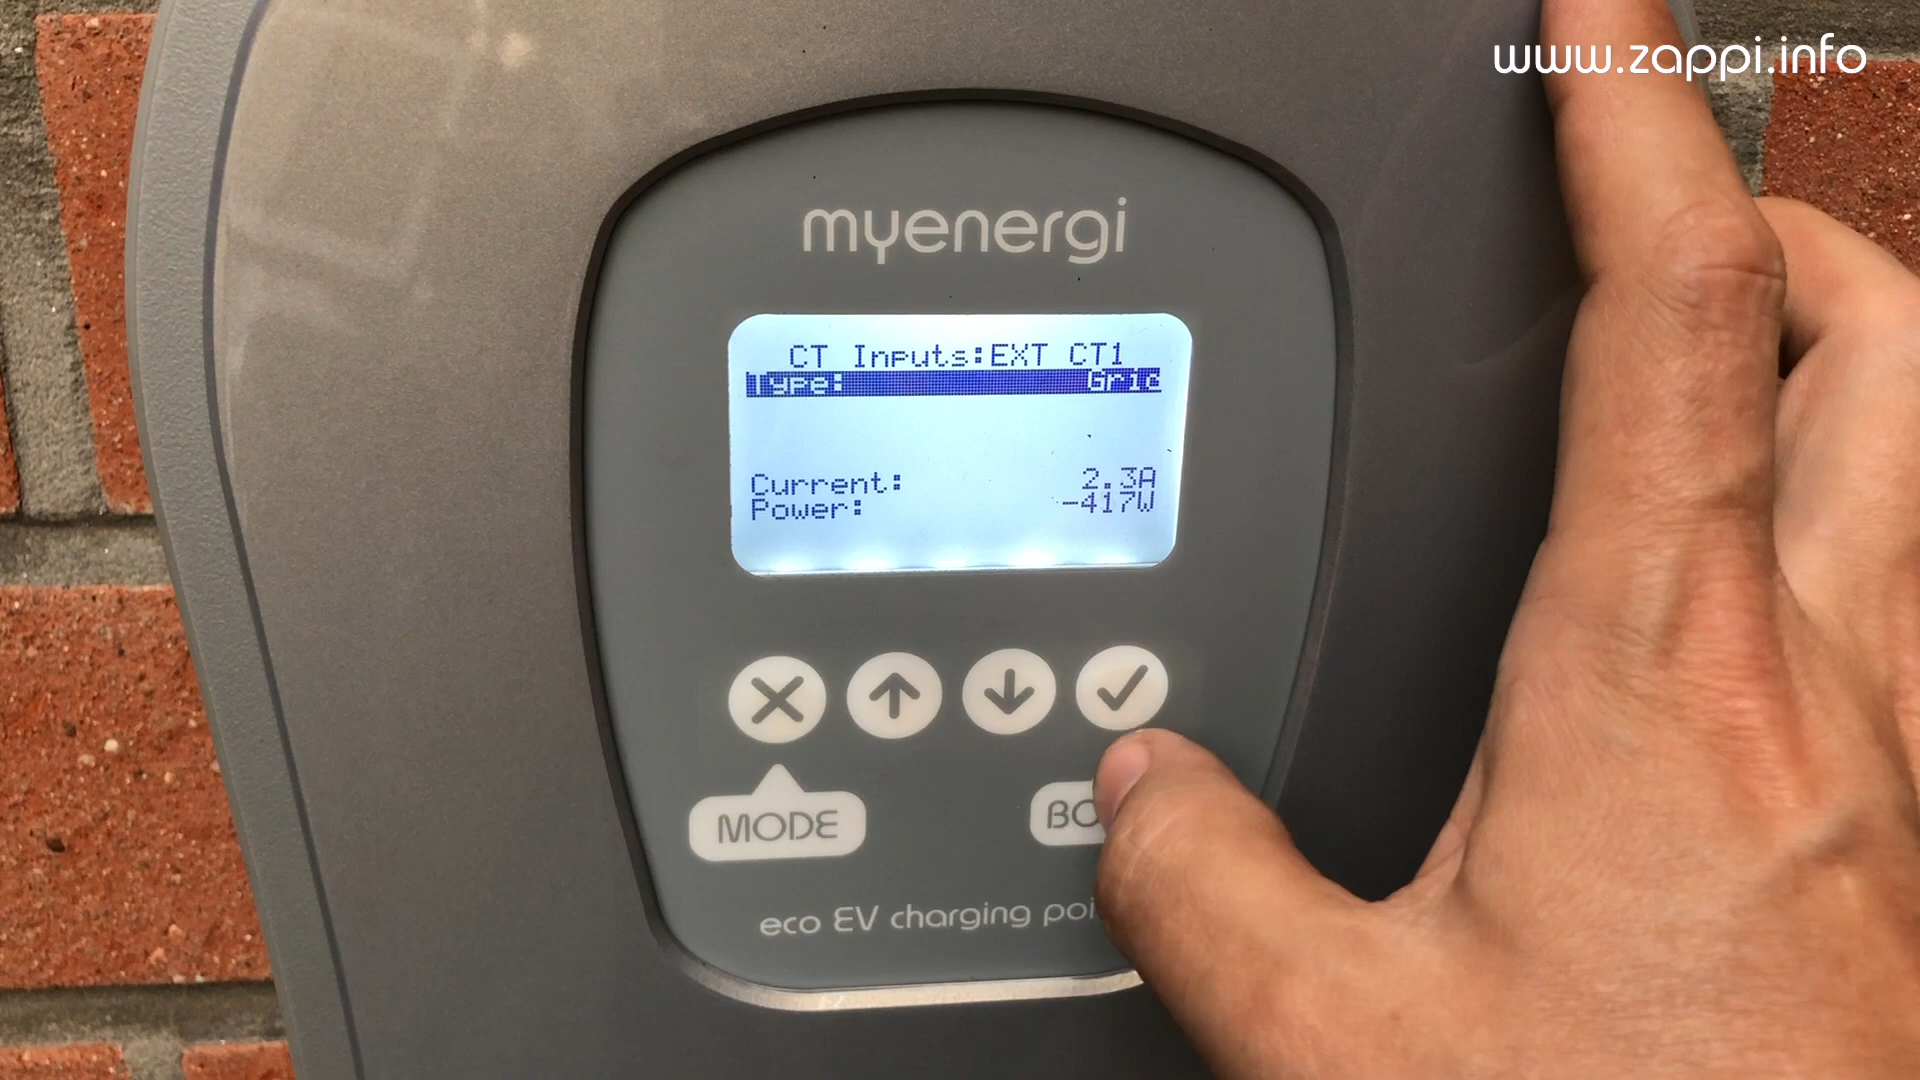 www.zappi.info
myenergi
CT Inputs:EXT CT1
Type: Grid
Current: 2.3A
Power: -417W
MODE
BO
eco EV charging poi